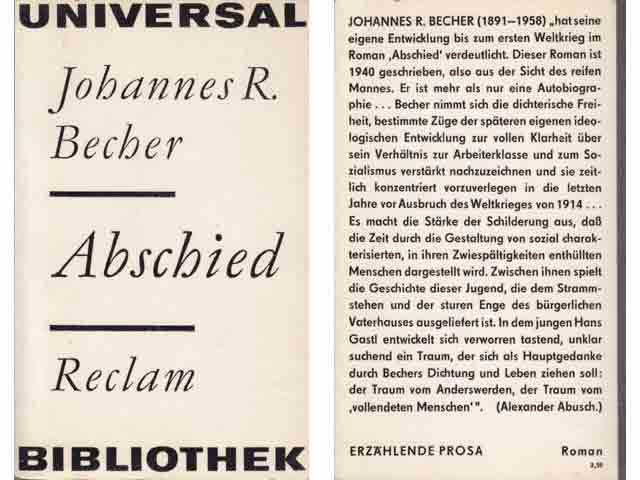 UNIVERSAL
Johannes R.
Becher
Abschied
Reclam
BIBLIOTHEK
JOHANNES R. BECHER (1891—1958) „hat seine
eigene Entwicklung bis zum ersten Weltkrieg im
Roman ‚Abschied‘ verdeutlicht. Dieser Roman ist
1940 geschrieben, also aus der Sicht des reifen
Mannes. Er ist mehr als nur eine Autobiogra-
phie . . . Becher nimmt sich die dichterische Frei-
heit, bestimmte Züge der späteren eigenen ideo-
logischen Entwicklung zur vollen Klarheit über
sein Verhältnis zur Arbeiterklasse und zum So-
zialismus verstärkt nachzuzeichnen und sie zeit-
lich konzentriert vorzuverlegen in die letzten
Jahre vor Ausbruch des Weltkrieges von 1914 . . .
Es macht die Stärke der Schilderung aus, daß
die Zeit durch die Gestaltung von sozial charak-
terisierten, in ihren Zwiespältigkeiten enthüllten
Menschen dargestellt wird. Zwischen ihnen spielt
die Geschichte dieser Jugend, die dem Stramm-
stehen und der sturen Enge des bürgerlichen
Vaterhauses ausgeliefert ist. In dem jungen Hans
Gastl entwickelt sich verworren tastend, unklar
suchend ein Traum, der sich als Hauptgedanke
durch Bechers Dichtung und Leben ziehen soll:
der Traum vom Anderswerden, der Traum vom
‚vollendeten Menschen‘“. (Alexander Abusch.)
ERZÄHLENDE PROSA Roman
2,50